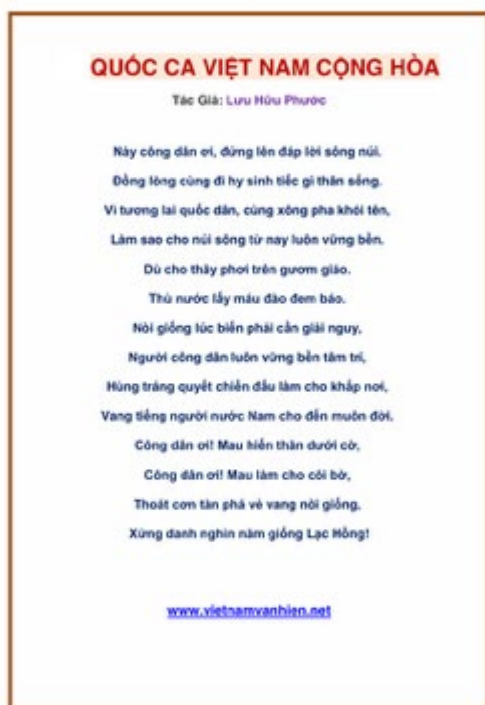 QUỐC CA VIỆT NAM CỘNG HÒA
Tác Giả: Lưu Hữu Phước
Này công dân ơi, đứng lên đáp lời sông núi.
Đồng lòng cùng đi hy sinh tiếc gì thân sống.
Vì tương lai quốc dân, cùng xông pha khói tên,
Làm sao cho núi sông từ nay luôn vững bền.
Dù cho thây phơi trên gươm giáo.
Thù nước lấy máu đào đem báo.
Nòi giống lúc biến phải cần giải nguy,
Người công dân luôn vững bền tâm trí,
Hùng tráng quyết chiến đấu làm cho khắp nơi,
Vang tiếng người nước Nam cho đến muôn đời.
Công dân ơi! Mau hiến thân dưới cờ,
Công dân ơi! Mau làm cho cõi bờ,
Thoát cơn tàn phá vẻ vang nòi giống,
Xứng danh nghìn năm giống Lạc Hồng!
www.vietnamvanhien.net